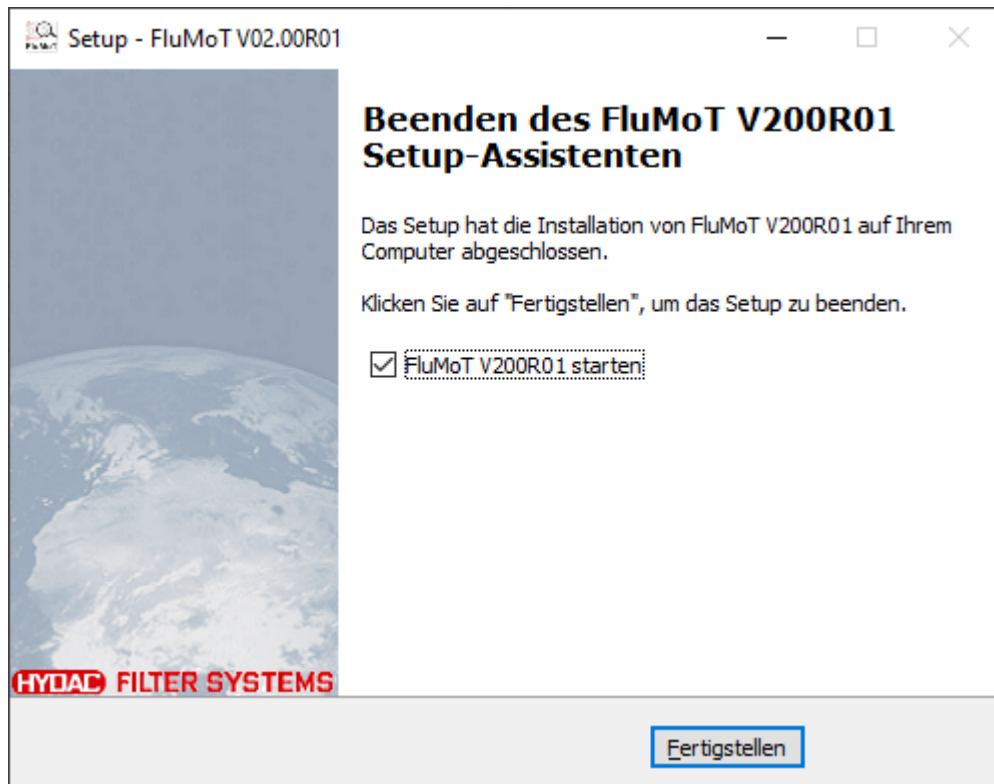 Setup - FluMoT V02.00R01
Beenden des FluMoT V200R01
Setup-Assistenten
Das Setup hat die Installation von FluMoT V200R01 auf Ihrem
Computer abgeschlossen.
Klicken Sie auf "Fertigstellen", um das Setup zu beenden.
FluMoT V200R01 starten
HYDAC FILTER SYSTEMS
Fertigstellen